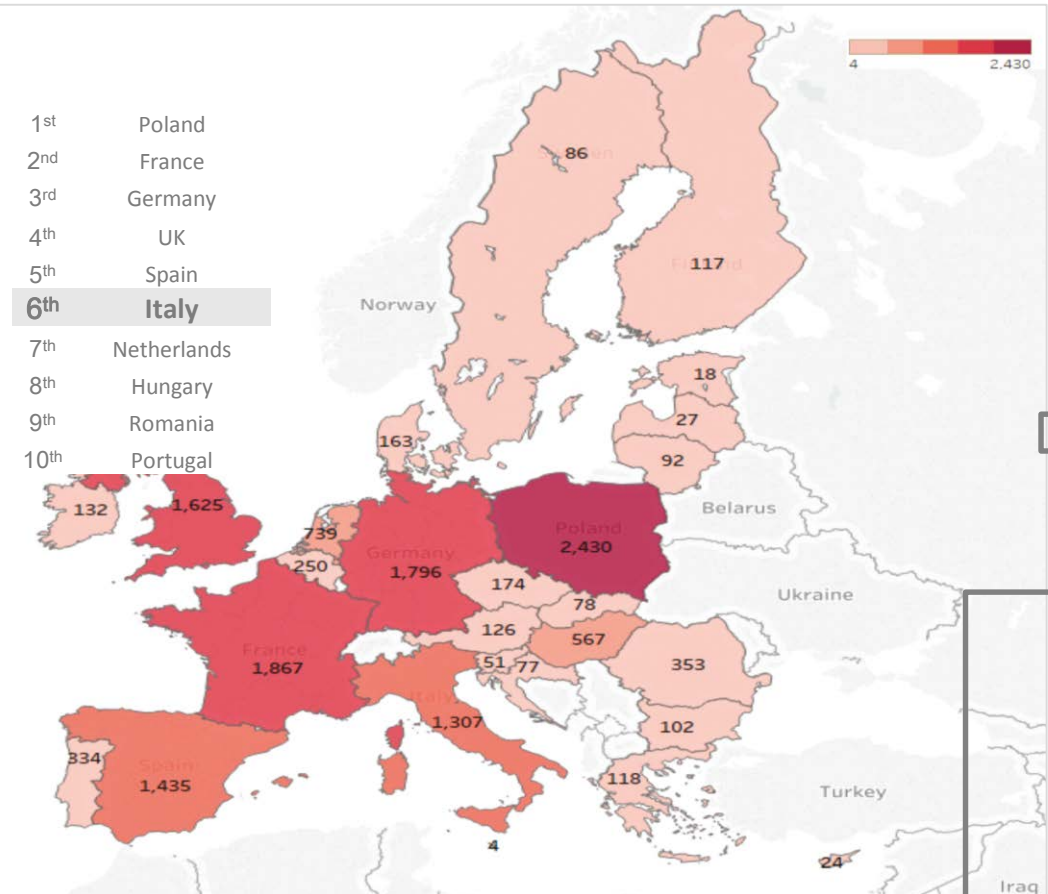 4 2.430
1st Poland
2nd France
3rd Germany
4th UK
5th Spain
6th Italy
7th Netherlands
8th Hungary
9th Romania
10th Portugal
Sweden
86
Finland
117
Norway
18
27
92
163
Belarus
132
1,625
739
250
Germany
1,796
Poland
2,430
174
78
Ukraine
126
567
51
77
353
France
1,867
Italy
1,307
102
334
Spain
1,435
118
Turkey
4
24
Iraq